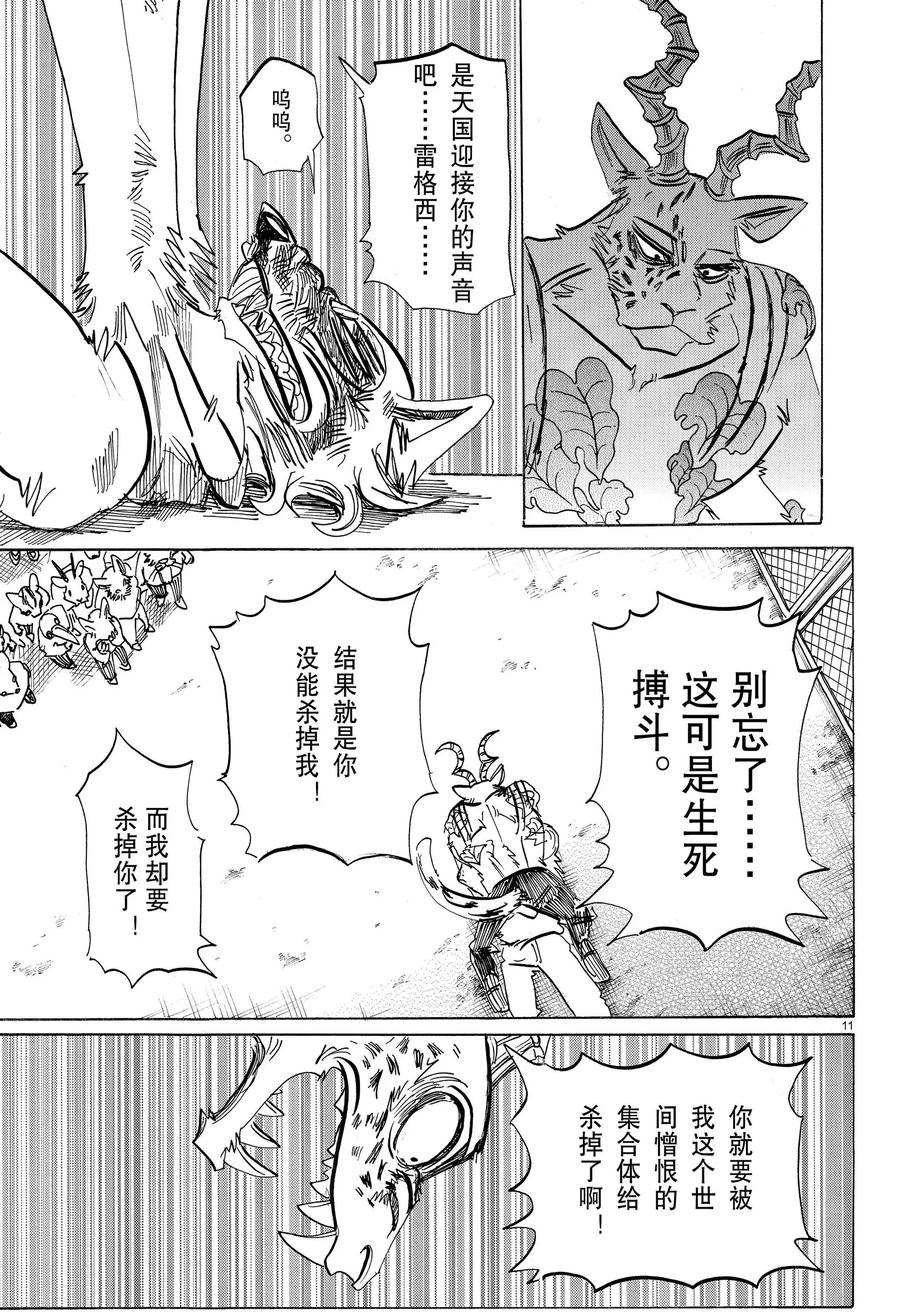 是天国迎接你的声音
吧……雷格西……
呜
呜。
别忘了……
这可是生死
搏斗。
结果就是你
没能杀掉我！
而我却要
杀掉你了！
11
你就要被
我这个世
间憎恨的
集合体给
杀掉了啊！